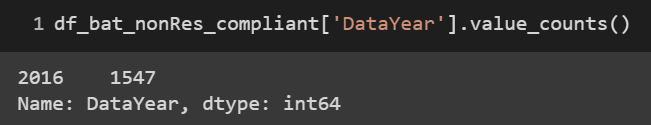 1 df_bat_nonRes_compliant['DataYear'].value_counts()
2016    1547
Name: DataYear, dtype: int64